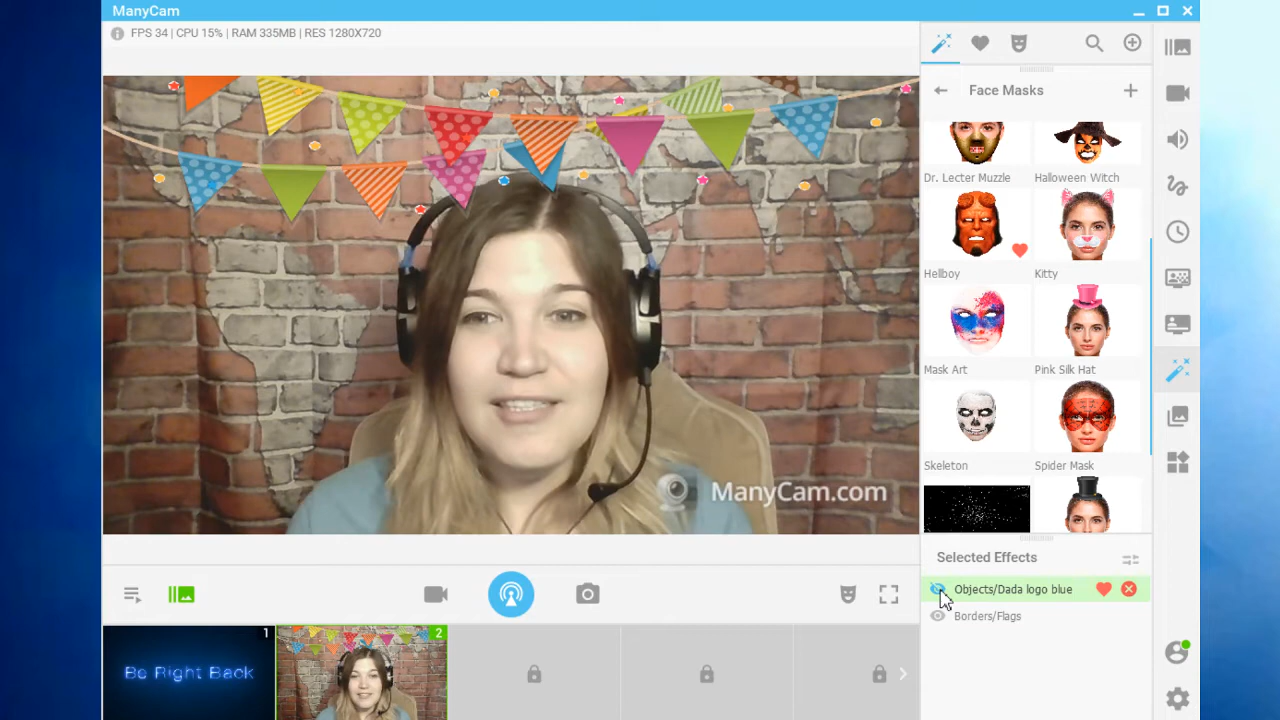 ManyCam
FPS 34 | CPU 15% | RAM 335MB | RES 1280X720
Face Masks
Dr. Lecter Muzzle
Halloween Witch
Hellboy
Kitty
Mask Art
Pink Silk Hat
Skeleton
Spider Mask
ManyCam.com
Selected Effects
Objects/Dada logo blue
Borders/Flags
1
Be Right Back
2